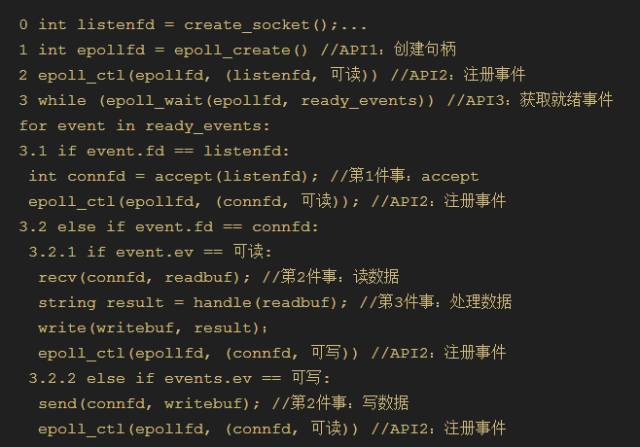 0 int listenfd = create_socket();...
1 int epollfd = epoll_create() //API1：创建句柄
2 epoll_ctl(epollfd, (listenfd, 可读)) //API2：注册事件
3 while (epoll_wait(epollfd, ready_events)) //API3：获取就绪事件
for event in ready_events:
3.1 if event.fd == listenfd:
int connfd = accept(listenfd); //第1件事：accept
epoll_ctl(epollfd, (connfd, 可读)); //API2：注册事件
3.2 else if event.fd == connfd:
3.2.1 if event.ev == 可读:
recv(connfd, readbuf); //第2件事：读数据
string result = handle(readbuf); //第3件事：处理数据
write(writebuf, result);
epoll_ctl(epollfd, (connfd, 可写)) //API2：注册事件
3.2.2 else if events.ev == 可写:
send(connfd, writebuf); //第2件事：写数据
epoll_ctl(epollfd, (connfd, 可读)) //API2：注册事件